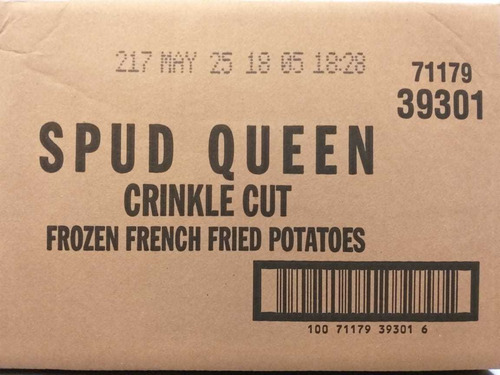 217 MAY 25 18 05 18:28
71179
39301
SPUD QUEEN
CRINKLE CUT
FROZEN FRENCH FRIED POTATOES
100 71179 39301 6